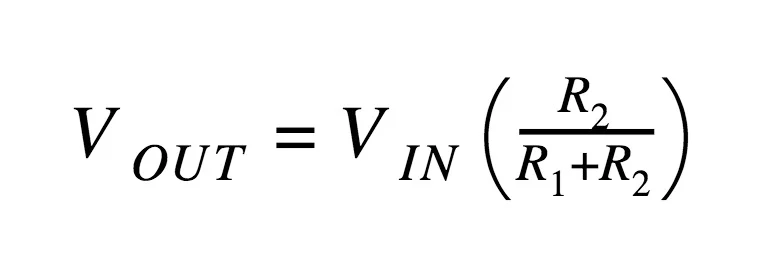 V_OUT = V_IN (R_2 / (R_1+R_2))